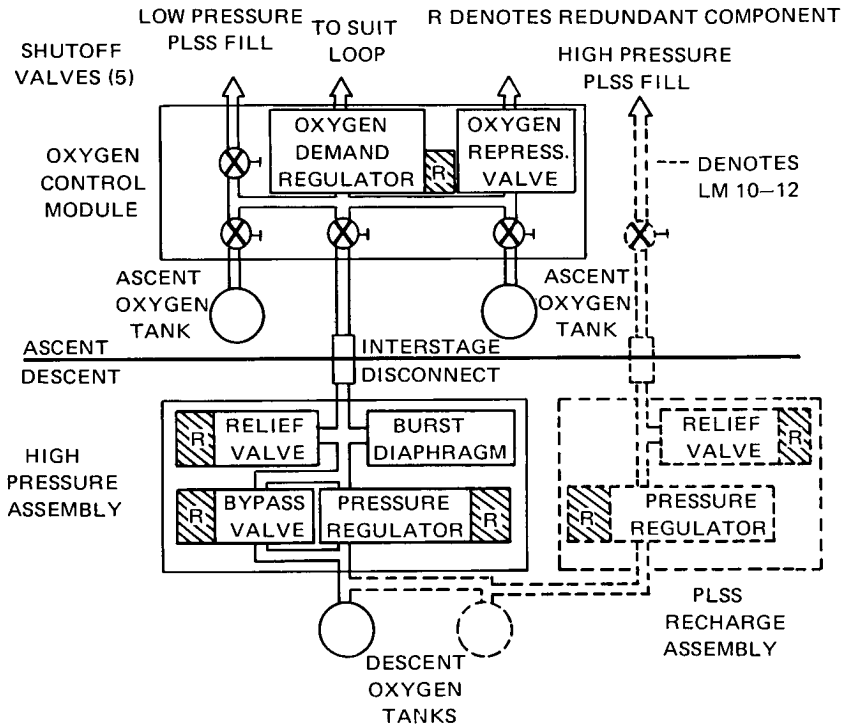 LOW PRESSURE
PLSS FILL
TO SUIT
LOOP
R DENOTES REDUNDANT COMPONENT
SHUTOFF
VALVES (5)
HIGH PRESSURE
PLSS FILL
OXYGEN
CONTROL
MODULE
OXYGEN
DEMAND
REGULATOR
R
OXYGEN
REPRESS.
VALVE
DENOTES
LM 10–12
ASCENT
OXYGEN
TANK
ASCENT
OXYGEN
TANK
ASCENT
DESCENT
INTERSTAGE
DISCONNECT
HIGH
PRESSURE
ASSEMBLY
R
RELIEF
VALVE
BURST
DIAPHRAGM
R
BYPASS
VALVE
PRESSURE
REGULATOR
R
RELIEF
VALVE
R
R
PRESSURE
REGULATOR
PLSS
RECHARGE
ASSEMBLY
DESCENT
OXYGEN
TANKS